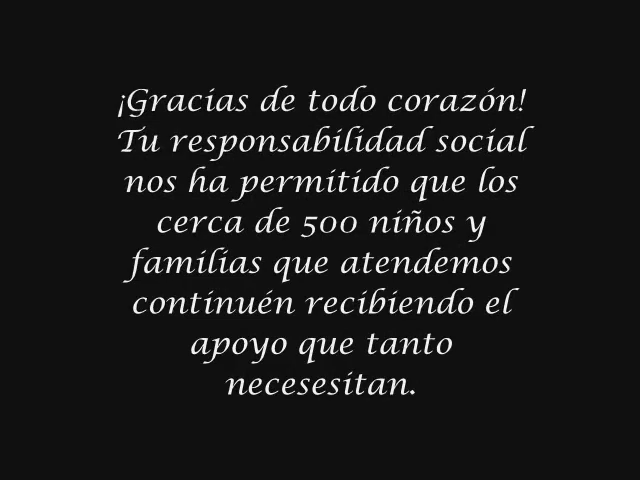 ¡Gracias de todo corazón!
Tu responsabilidad social
nos ha permitido que los
cerca de 500 niños y
familias que atendemos
continuén recibiendo el
apoyo que tanto
necesesitan.